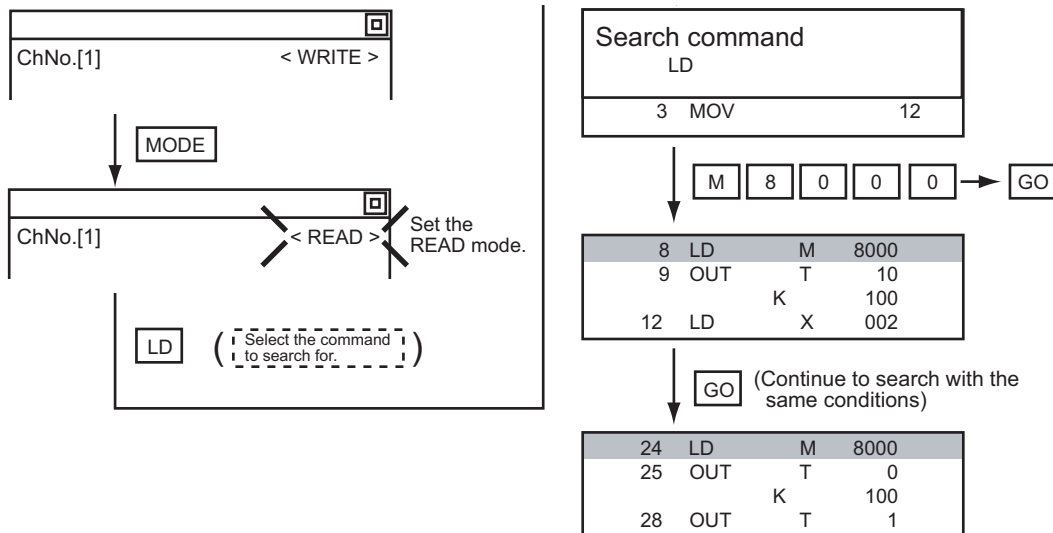 ChNo.[1] < WRITE >
MODE
ChNo.[1] < READ >
Set the
READ mode.
LD ( Select the command
to search for. )
Search command
LD
3 MOV 12
M 8 0 0 0 GO
8 LD M 8000
9 OUT T 10
K 100
12 LD X 002
GO (Continue to search with the
same conditions)
24 LD M 8000
25 OUT T 0
K 100
28 OUT T 1